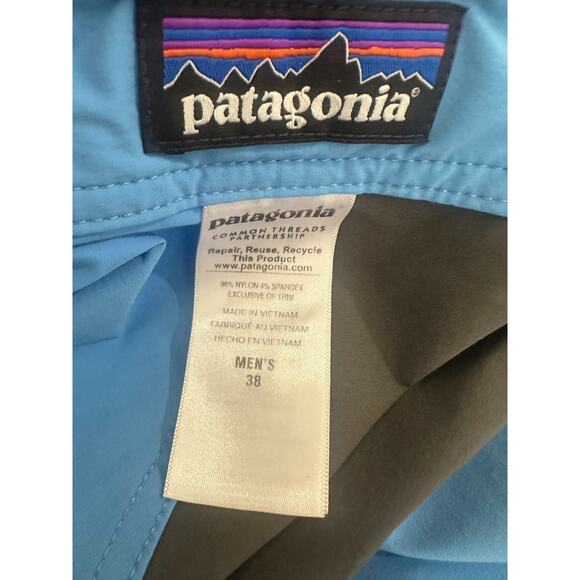 patagonia®
patagonia
COMMON THREADS
PARTNERSHIP
Repair, Reuse, Recycle
This Product
www.patagonia.com
96% NYLON 4% SPANDEX
EXCLUSIVE OF TRIM
MADE IN VIETNAM
FABRIQUÉ AU VIETNAM
HECHO EN VIETNAM
MEN'S
38